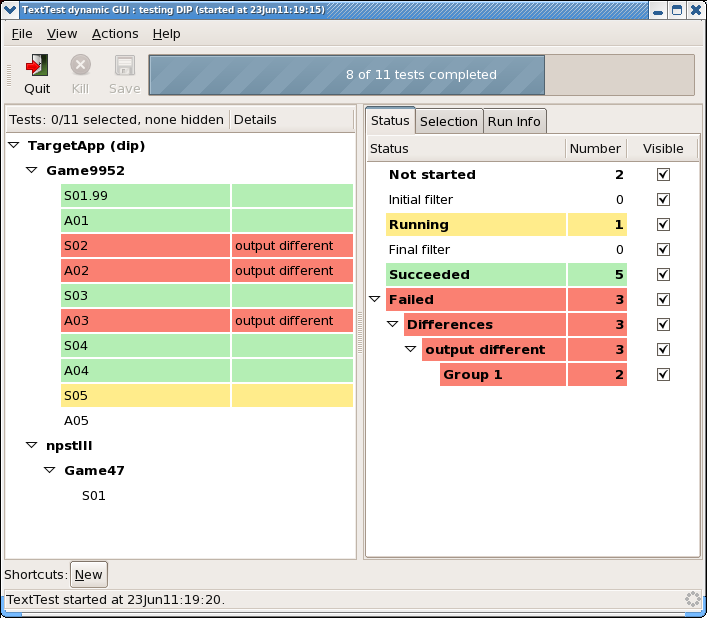 TextTest dynamic GUI : testing DIP (started at 23Jun11:19:15)
File View Actions Help
Quit Kill Save 8 of 11 tests completed
Tests: 0/11 selected, none hidden Details
TargetApp (dip)
Game9952
S01.99
A01
S02 output different
A02 output different
S03
A03 output different
S04
A04
S05
A05
npstIII
Game47
S01
Status Selection Run Info
Status Number Visible
Not started 2
Initial filter 0
Running 1
Final filter 0
Succeeded 5
Failed 3
Differences 3
output different 3
Group 1 2
Shortcuts: New
TextTest started at 23Jun11:19:20.